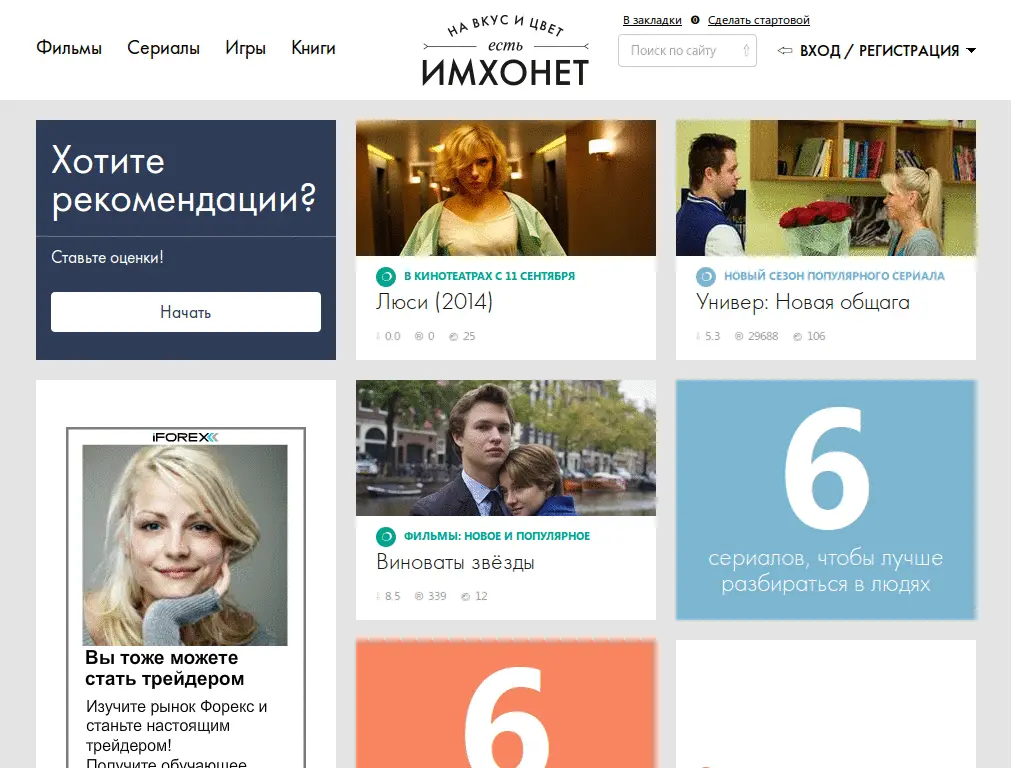 Фильмы Сериалы Игры Книги
НА ВКУС И ЦВЕТ
есть
ИМХОНЕТ
В закладки Сделать стартовой
Поиск по сайту
ВХОД / РЕГИСТРАЦИЯ
Хотите
рекомендации?
Ставьте оценки!
Начать
В КИНОТЕАТРАХ С 11 СЕНТЯБРЯ
Люси (2014)
0.0 0 25
НОВЫЙ СЕЗОН ПОПУЛЯРНОГО СЕРИАЛА
Универ: Новая общага
5.3 29688 106
iFOREX
Вы тоже можете
стать трейдером
Изучите рынок Форекс и
станьте настоящим
трейдером!
Получите обучающее
ФИЛЬМЫ: НОВОЕ И ПОПУЛЯРНОЕ
Виноваты звёзды
8.5 339 12
6
сериалов, чтобы лучше
разбираться в людях
6